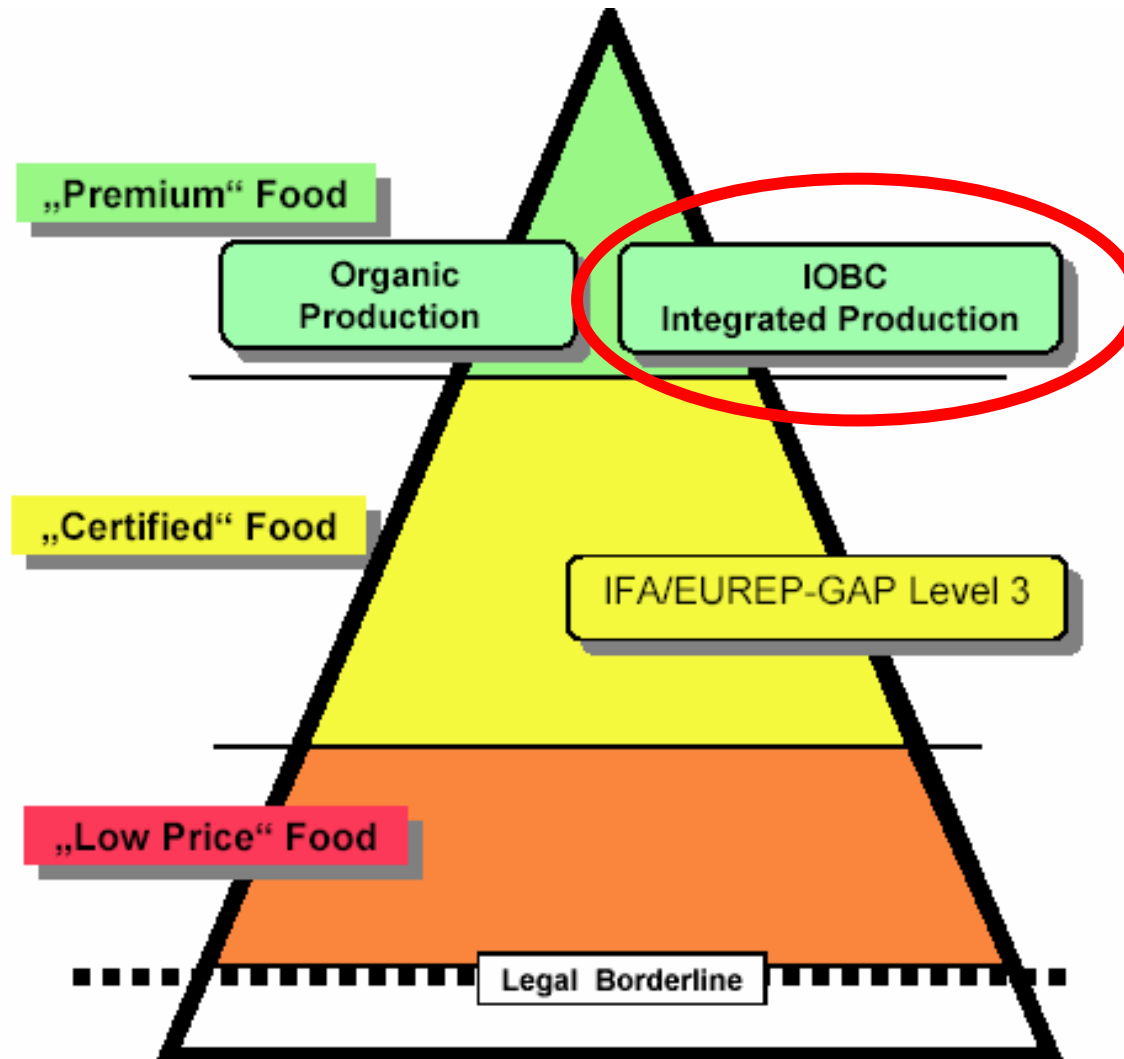 „Premium“ Food
Organic
Production
IOBC
Integrated Production
„Certified“ Food
IFA/EUREP-GAP Level 3
„Low Price“ Food
Legal Borderline